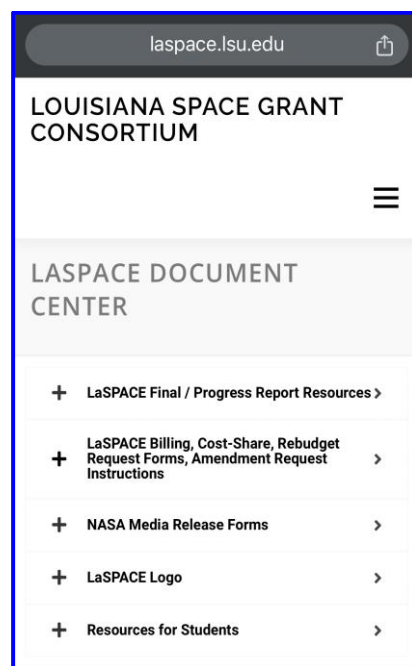 laspace.lsu.edu
LOUISIANA SPACE GRANT
CONSORTIUM
LASPACE DOCUMENT
CENTER
LaSPACE Final / Progress Report Resources
LaSPACE Billing, Cost-Share, Rebudget
Request Forms, Amendment Request
Instructions
NASA Media Release Forms
LaSPACE Logo
Resources for Students